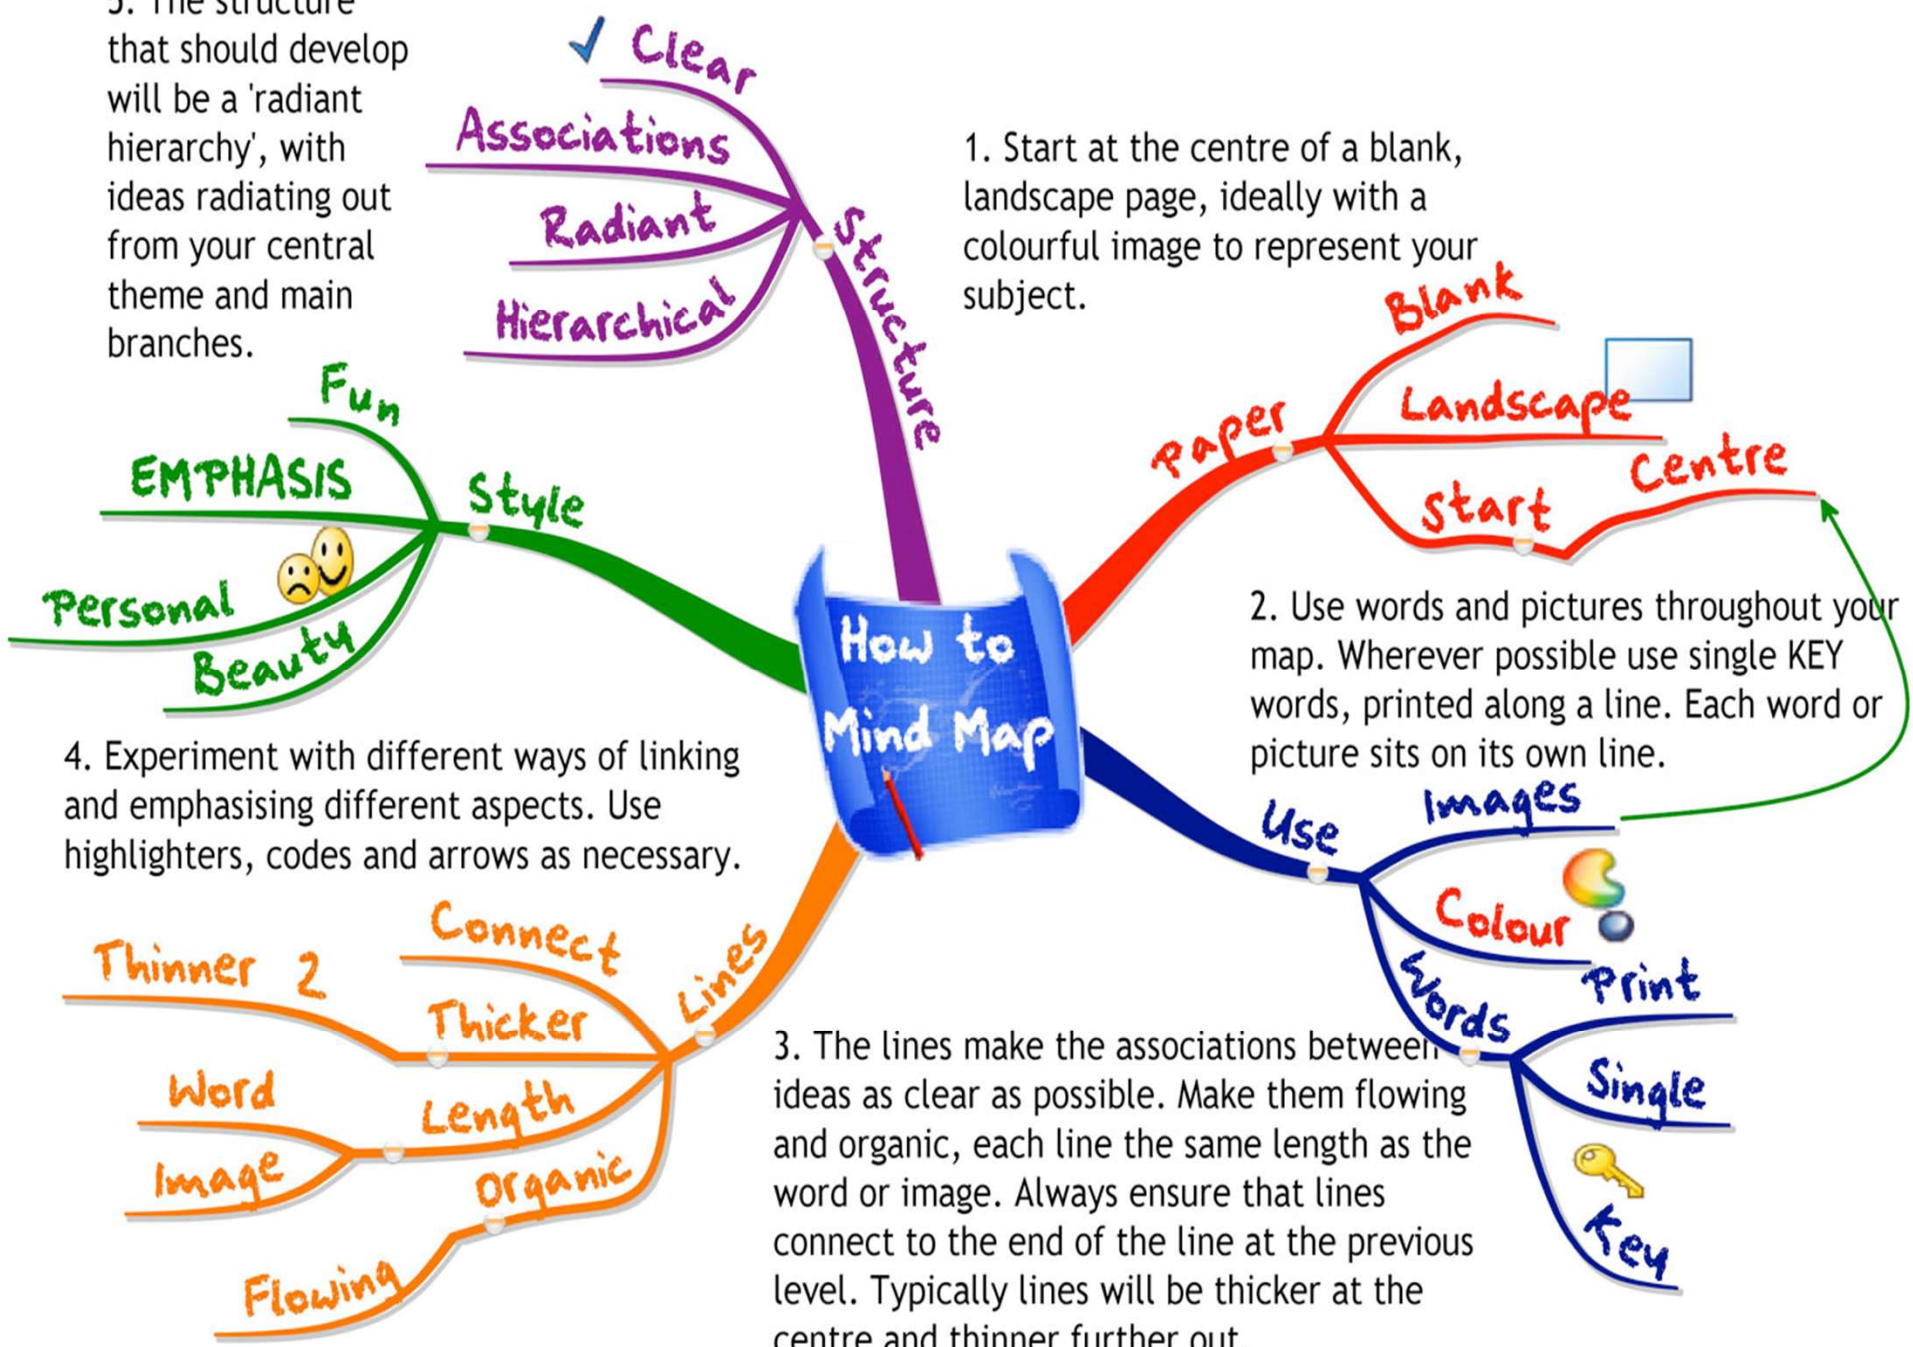 How to
Mind Map
1. Start at the centre of a blank,
landscape page, ideally with a
colourful image to represent your
subject.
Paper
Blank
Landscape
Start
Centre
2. Use words and pictures throughout your
map. Wherever possible use single KEY
words, printed along a line. Each word or
picture sits on its own line.
Use
Images
Colour
Words
Print
Single
Key
3. The lines make the associations between
ideas as clear as possible. Make them flowing
and organic, each line the same length as the
word or image. Always ensure that lines
connect to the end of the line at the previous
level. Typically lines will be thicker at the
centre and thinner further out.
Lines
Connect
Thicker
Thinner 2
Length
Word
Image
Organic
Flowing
4. Experiment with different ways of linking
and emphasising different aspects. Use
highlighters, codes and arrows as necessary.
Style
Fun
EMPHASIS
Personal
Beauty
5. The structure
that should develop
will be a 'radiant
hierarchy', with
ideas radiating out
from your central
theme and main
branches.
Structure
Clear
Associations
Radiant
Hierarchical